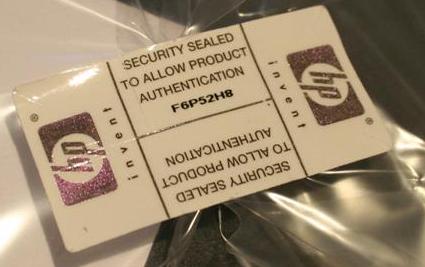 SECURITY SEALED
TO ALLOW PRODUCT
AUTHENTICATION
F6P52H8
SECURITY SEALED
TO ALLOW PRODUCT
AUTHENTICATION
hp
®
invent
hp
®
invent